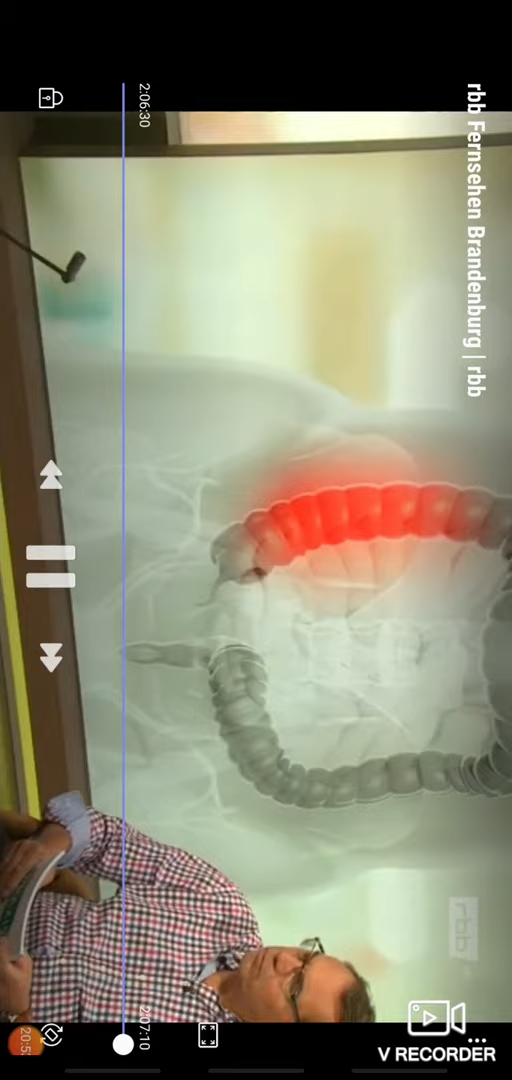 rbb Fernsehen Brandenburg | rbb
2:06:30
2:07:10
rbb
V RECORDER